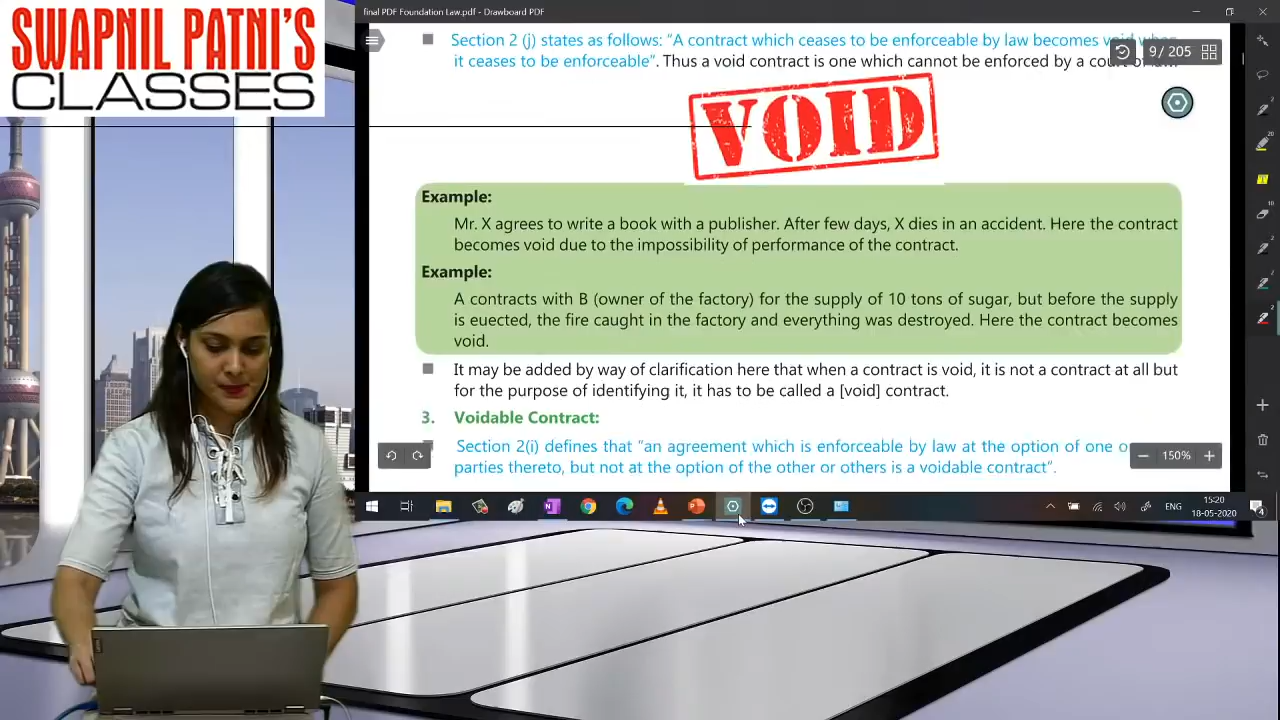 SWAPNIL PATNI'S
CLASSES
final PDF Foundation Law.pdf - Drawboard PDF
Section 2 (j) states as follows: “A contract which ceases to be enforceable by law becomes void when
it ceases to be enforceable”. Thus a void contract is one which cannot be enforced by a court of law.
9 / 205
VOID
Example:
Mr. X agrees to write a book with a publisher. After few days, X dies in an accident. Here the contract
becomes void due to the impossibility of performance of the contract.
Example:
A contracts with B (owner of the factory) for the supply of 10 tons of sugar, but before the supply
is euected, the fire caught in the factory and everything was destroyed. Here the contract becomes
void.
It may be added by way of clarification here that when a contract is void, it is not a contract at all but
for the purpose of identifying it, it has to be called a [void] contract.
3. Voidable Contract:
Section 2(i) defines that “an agreement which is enforceable by law at the option of one
parties thereto, but not at the option of the other or others is a voidable contract”.
150%
ENG
15:20
18-05-2020